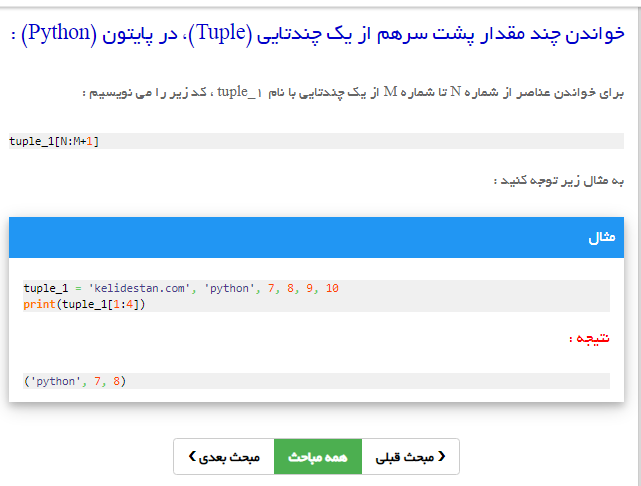 خواندن چند مقدار پشت سرهم از یک چندتایی (Tuple)، در پایتون (Python) :
برای خواندن عناصر از شماره N تا شماره M از یک چندتایی با نام tuple_۱ ، کد زیر را می نویسیم :
tuple_1[N:M+1]
به مثال زیر توجه کنید :
مثال
tuple_1 = 'kelidestan.com', 'python', 7, 8, 9, 10
print(tuple_1[1:4])
نتیجه :
('python', 7, 8)
❯ مبحث قبلی همه مباحث مبحث بعدی ❮